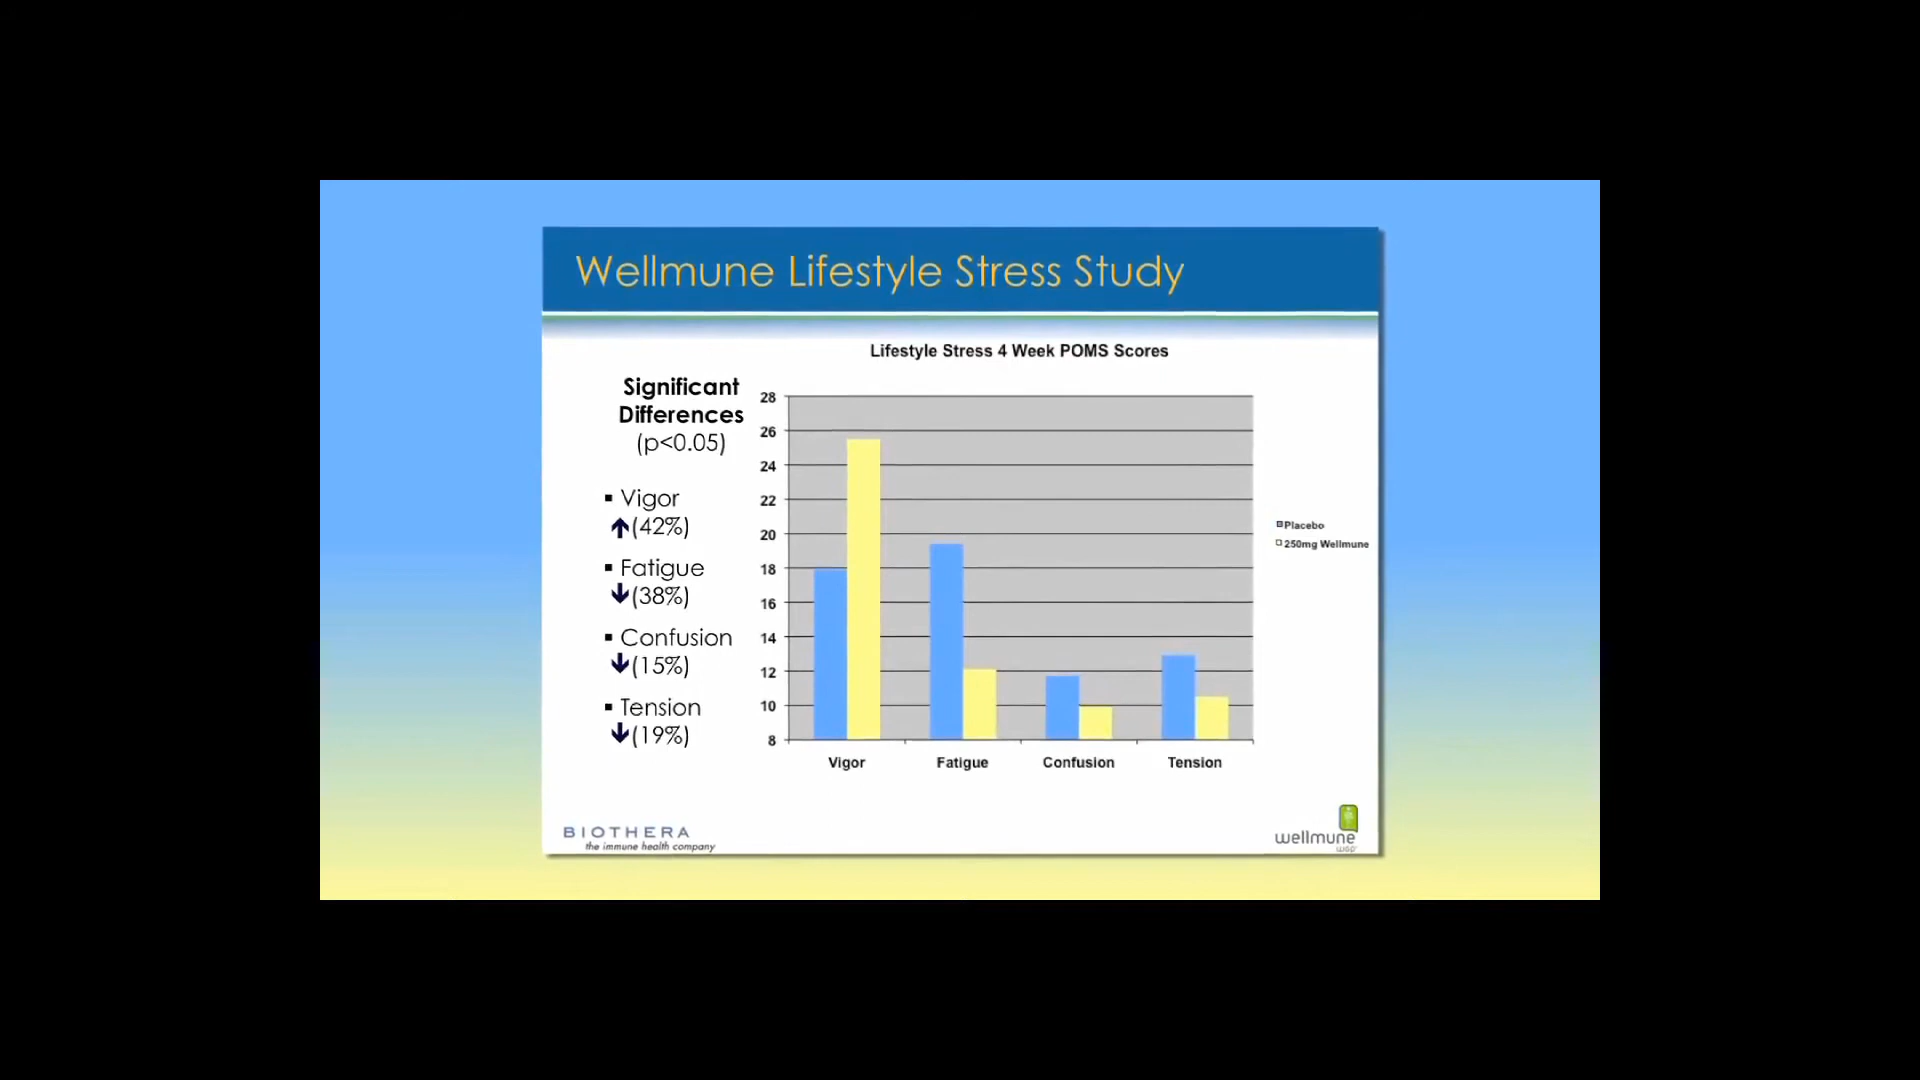 Wellmune Lifestyle Stress Study
Lifestyle Stress 4 Week POMS Scores
Significant
Differences
(p<0.05)
▪ Vigor
↑(42%)
▪ Fatigue
↓(38%)
▪ Confusion
↓(15%)
▪ Tension
↓(19%)
28
26
24
22
20
18
16
14
12
10
8
Vigor Fatigue Confusion Tension
Placebo
250mg Wellmune
BIOTHERA
the immune health company
wellmune
WGP